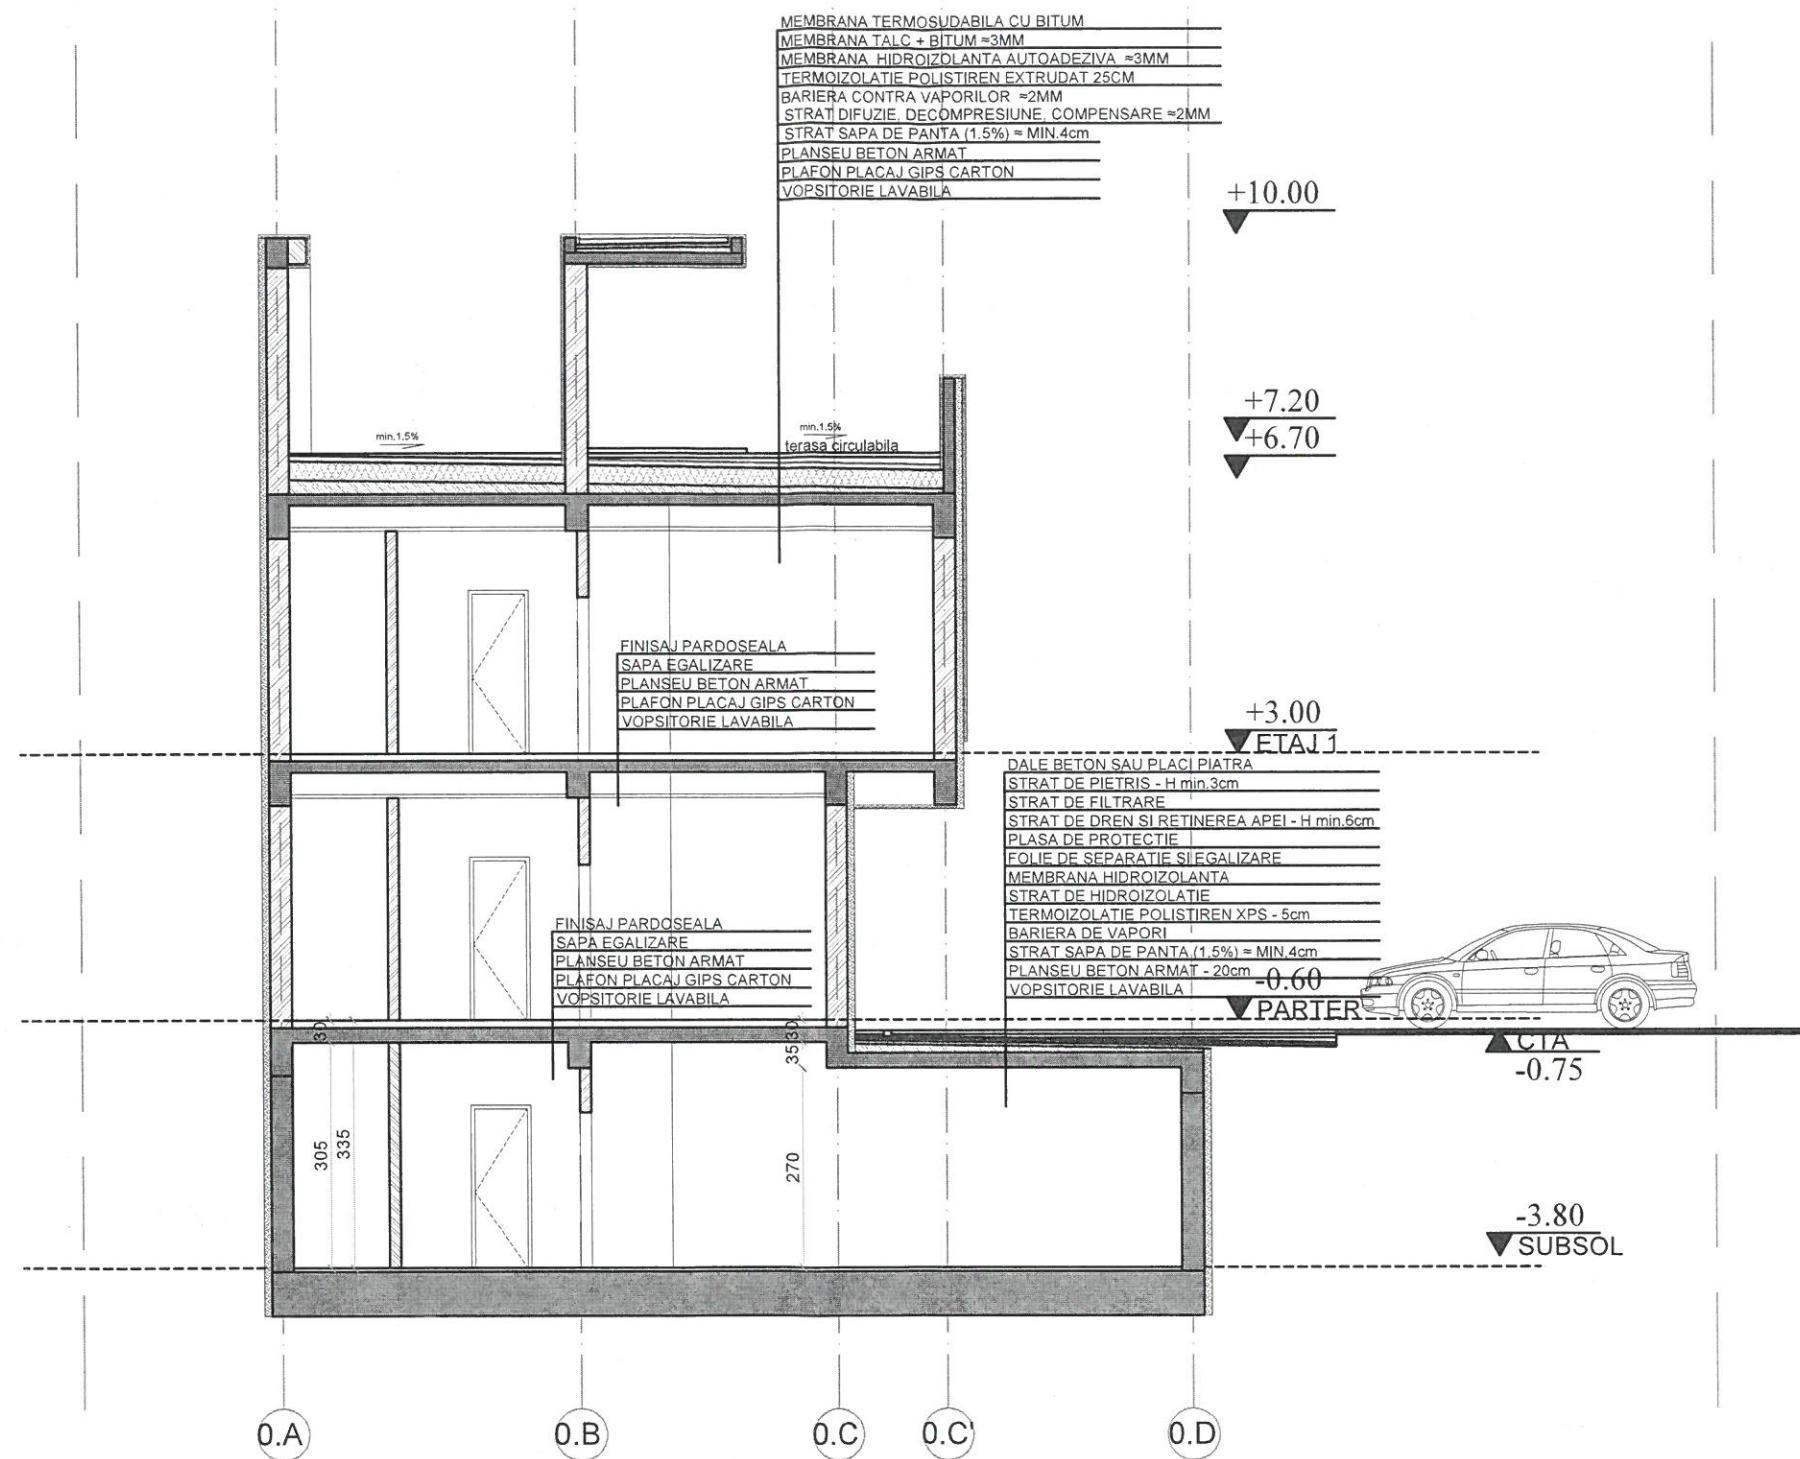 MEMBRANA TERMOSUDABILA CU BITUM
MEMBRANA TALC + BITUM ≈3MM
MEMBRANA HIDROIZOLANTA AUTOADEZIVA ≈3MM
TERMOIZOLATIE POLISTIREN EXTRUDAT 25CM
BARIERA CONTRA VAPORILOR ≈2MM
STRAT DIFUZIE, DECOMPRESIUNE, COMPENSARE ≈2MM
STRAT SAPA DE PANTA (1.5%) ≈ MIN.4cm
PLANSEU BETON ARMAT
PLAFON PLACAJ GIPS CARTON
VOPSITORIE LAVABILA
+10.00
+7.20
+6.70
min.1.5%
min.1.5%
terasa circulabila
FINISAJ PARDOSEALA
SAPA EGALIZARE
PLANSEU BETON ARMAT
PLAFON PLACAJ GIPS CARTON
VOPSITORIE LAVABILA
+3.00
ETAJ 1
DALE BETON SAU PLACI PIATRA
STRAT DE PIETRIS - H min.3cm
STRAT DE FILTRARE
STRAT DE DREN SI RETINEREA APEI - H min.6cm
PLASA DE PROTECTIE
FOLIE DE SEPARATIE SI EGALIZARE
MEMBRANA HIDROIZOLANTA
STRAT DE HIDROIZOLATIE
TERMOIZOLATIE POLISTIREN XPS - 5cm
BARIERA DE VAPORI
STRAT SAPA DE PANTA (1.5%) ≈ MIN.4cm
PLANSEU BETON ARMAT - 20cm
VOPSITORIE LAVABILA
FINISAJ PARDOSEALA
SAPA EGALIZARE
PLANSEU BETON ARMAT
PLAFON PLACAJ GIPS CARTON
VOPSITORIE LAVABILA
-0.60
PARTER
CTA
-0.75
30
305
335
35 30
270
-3.80
SUBSOL
0.A
0.B
0.C
0.C'
0.D